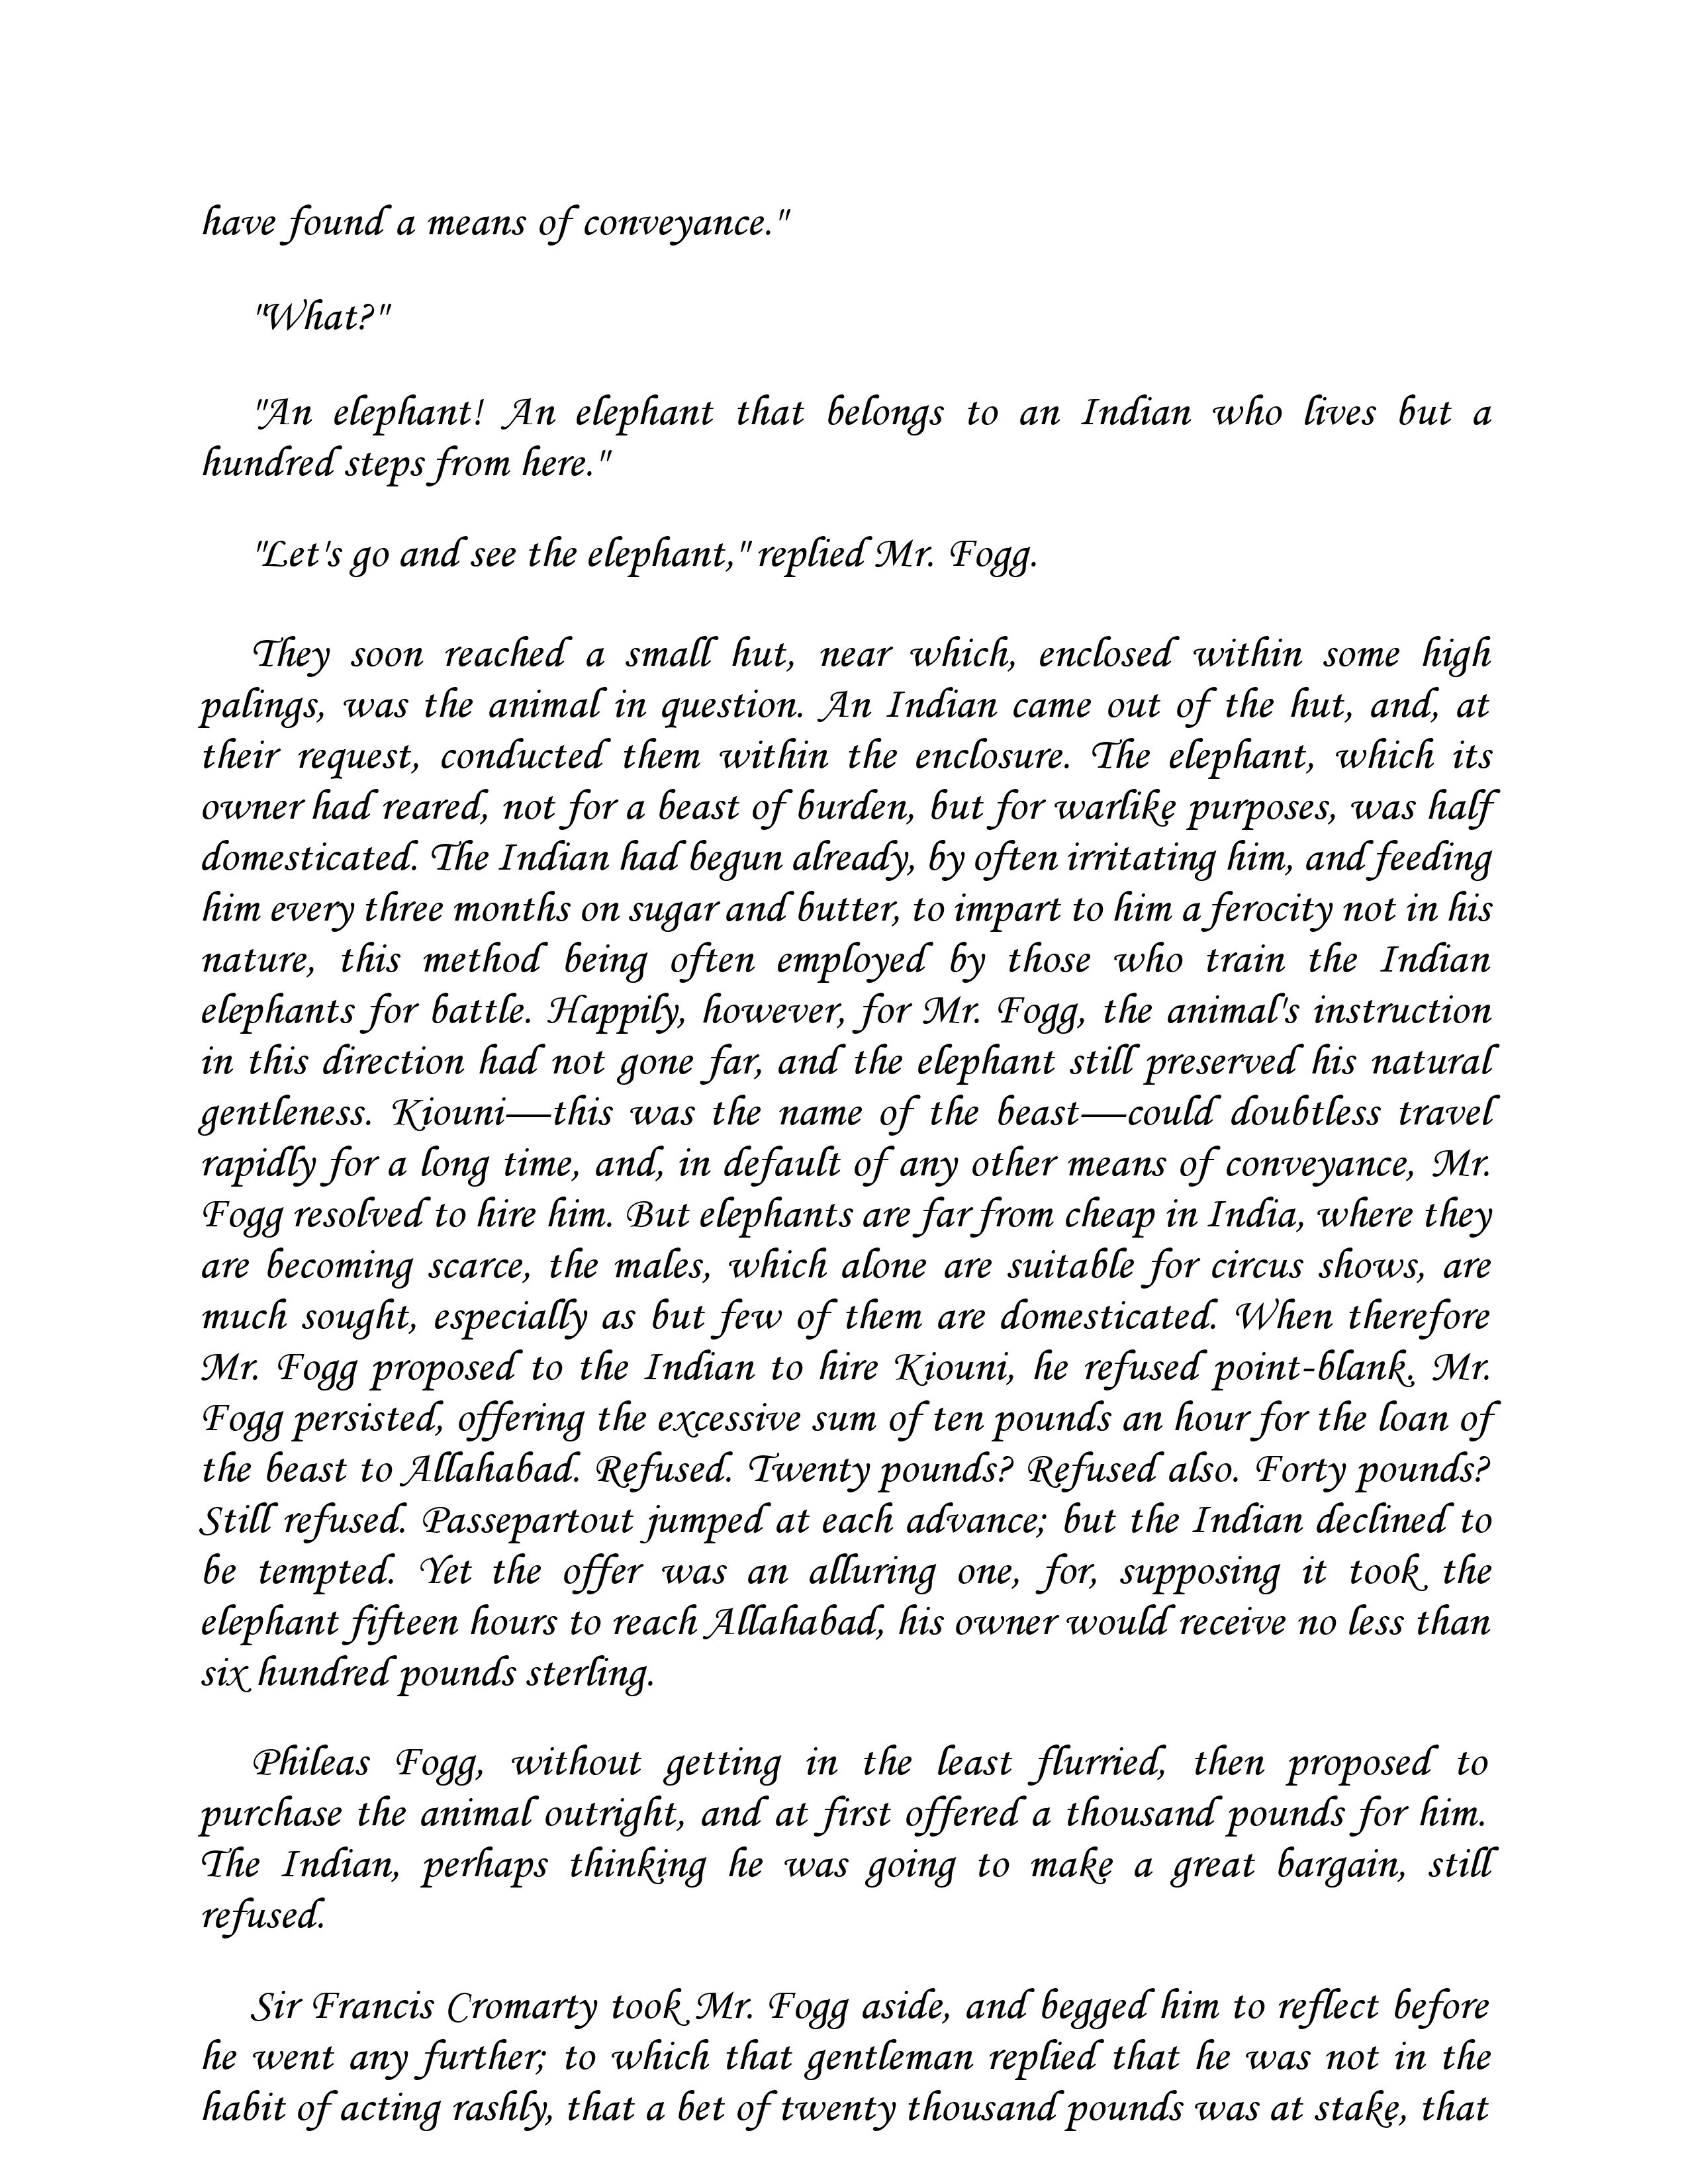 have found a means of conveyance."
"What?"
"An elephant! An elephant that belongs to an Indian who lives but a
hundred steps from here."
"Let's go and see the elephant," replied Mr. Fogg.
They soon reached a small hut, near which, enclosed within some high
palings, was the animal in question. An Indian came out of the hut, and, at
their request, conducted them within the enclosure. The elephant, which its
owner had reared, not for a beast of burden, but for warlike purposes, was half
domesticated. The Indian had begun already, by often irritating him, and feeding
him every three months on sugar and butter, to impart to him a ferocity not in his
nature, this method being often employed by those who train the Indian
elephants for battle. Happily, however, for Mr. Fogg, the animal's instruction
in this direction had not gone far, and the elephant still preserved his natural
gentleness. Kiouni—this was the name of the beast—could doubtless travel
rapidly for a long time, and, in default of any other means of conveyance, Mr.
Fogg resolved to hire him. But elephants are far from cheap in India, where they
are becoming scarce, the males, which alone are suitable for circus shows, are
much sought, especially as but few of them are domesticated. When therefore
Mr. Fogg proposed to the Indian to hire Kiouni, he refused point-blank. Mr.
Fogg persisted, offering the excessive sum of ten pounds an hour for the loan of
the beast to Allahabad. Refused. Twenty pounds? Refused also. Forty pounds?
Still refused. Passepartout jumped at each advance; but the Indian declined to
be tempted. Yet the offer was an alluring one, for, supposing it took the
elephant fifteen hours to reach Allahabad, his owner would receive no less than
six hundred pounds sterling.
Phileas Fogg, without getting in the least flurried, then proposed to
purchase the animal outright, and at first offered a thousand pounds for him.
The Indian, perhaps thinking he was going to make a great bargain, still
refused.
Sir Francis Cromarty took Mr. Fogg aside, and begged him to reflect before
he went any further; to which that gentleman replied that he was not in the
habit of acting rashly, that a bet of twenty thousand pounds was at stake, that